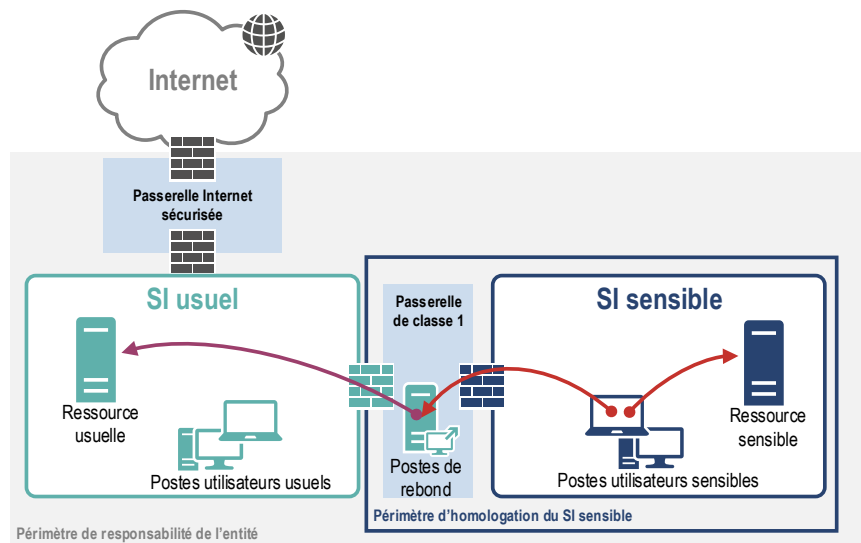 Internet
Passerelle Internet
sécurisée
SI usuel
Passerelle
de classe 1
SI sensible
Ressource
usuelle
Postes utilisateurs usuels
Postes de
rebond
Postes utilisateurs sensibles
Ressource
sensible
Périmètre d'homologation du SI sensible
Périmètre de responsabilité de l'entité